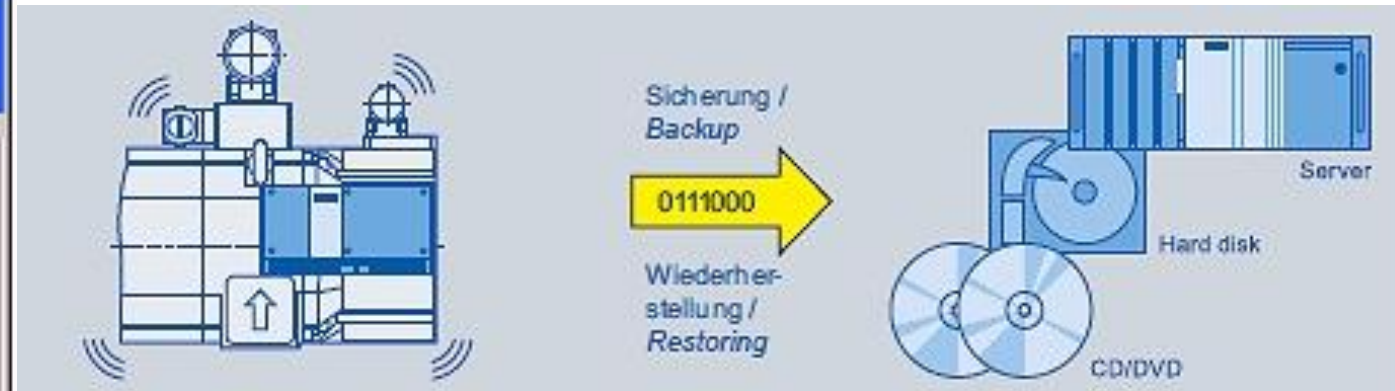 Sicherung /
Backup
0111000
Wiederher-
stellung /
Restoring
Server
Hard disk
CD/DVD